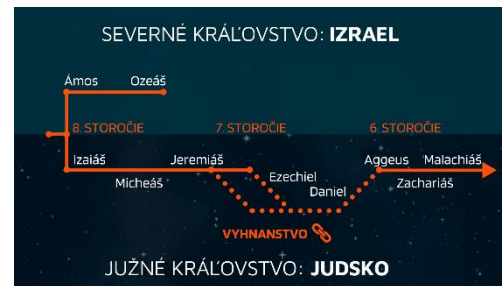 SEVERNÉ KRÁĽOVSTVO: IZRAEL
Ámos Ozeáš
8. STOROČIE 7. STOROČIE 6. STOROČIE
Izaiáš Jeremiáš Aggeus Malachiáš
Micheáš Ezechiel Zachariáš
Daniel
VYHNANSTVO
JUŽNÉ KRÁĽOVSTVO: JUDSKO